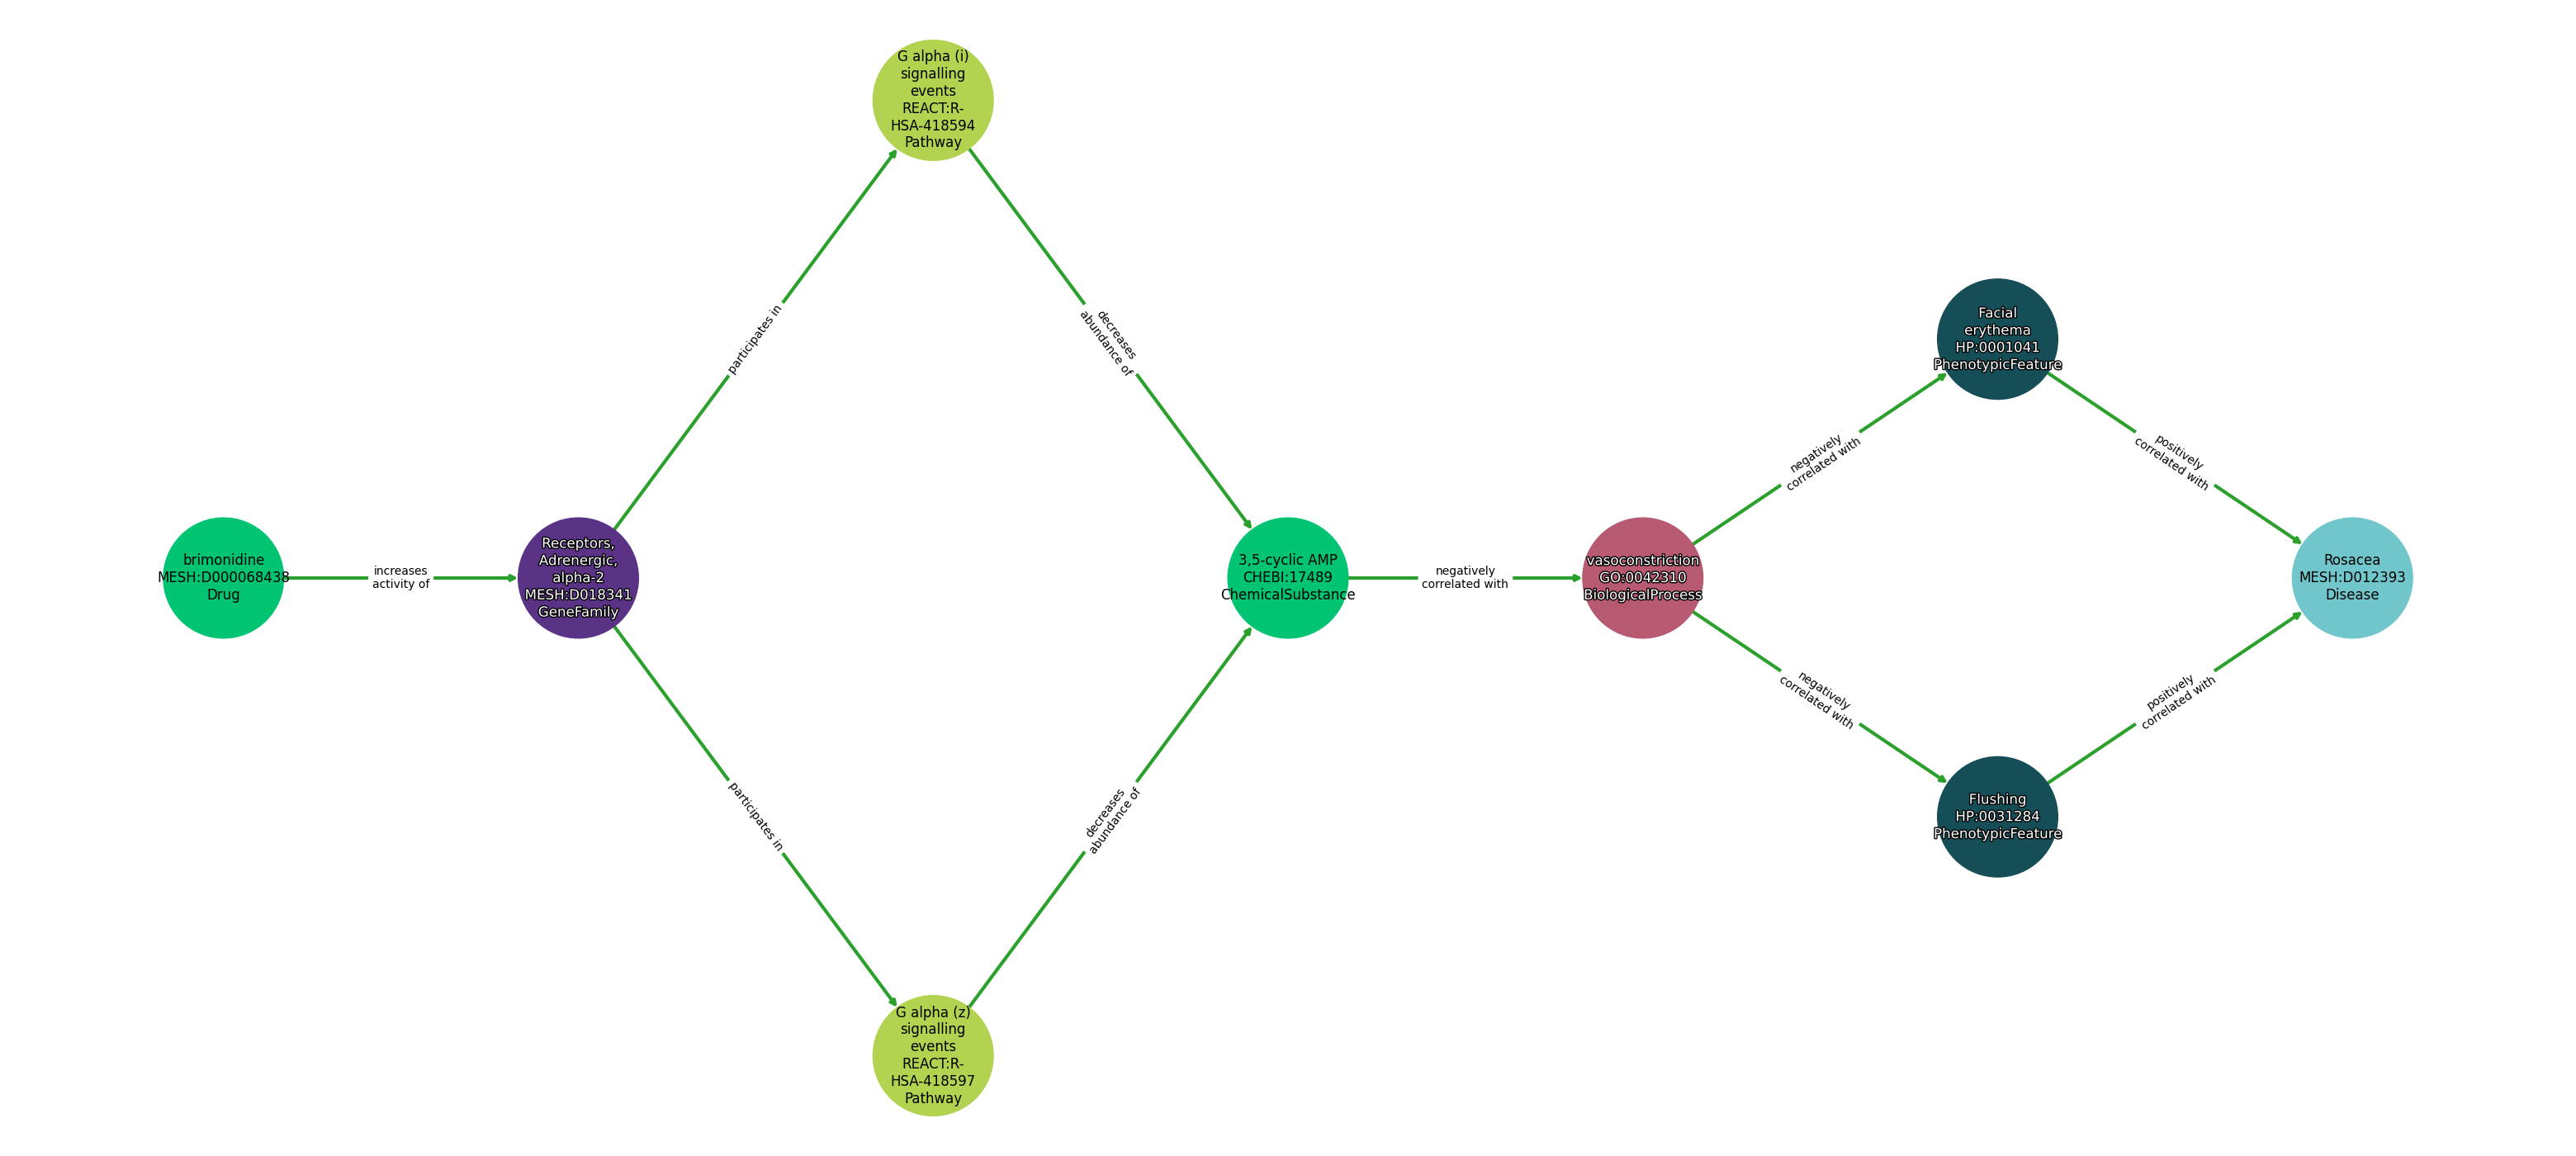 brimonidine
MESH:D000068438
Drug
increases
activity of
Receptors,
Adrenergic,
alpha-2
MESH:D018341
GeneFamily
participates in
participates in
G alpha (i)
signalling
events
REACT:R-
HSA-418594
Pathway
G alpha (z)
signalling
events
REACT:R-
HSA-418597
Pathway
decreases
abundance of
decreases
abundance of
3,5-cyclic AMP
CHEBI:17489
ChemicalSubstance
negatively
correlated with
vasoconstriction
GO:0042310
BiologicalProcess
negatively
correlated with
negatively
correlated with
Facial
erythema
HP:0001041
PhenotypicFeature
Flushing
HP:0031284
PhenotypicFeature
positively
correlated with
positively
correlated with
Rosacea
MESH:D012393
Disease